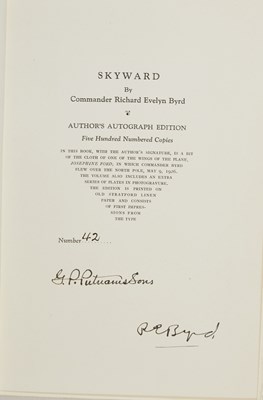 SKYWARD
By
Commander Richard Evelyn Byrd
AUTHOR'S AUTOGRAPH EDITION
Five Hundred Numbered Copies
IN THIS BOOK, WITH THE AUTHOR'S SIGNATURE, IS A BIT
OF THE CLOTH OF ONE OF THE WINGS OF THE PLANE,
JOSEPHINE FORD, IN WHICH COMMANDER BYRD
FLEW OVER THE NORTH POLE, MAY 9, 1926.
THE VOLUME ALSO INCLUDES AN EXTRA
SERIES OF PLATES IN PHOTOGRAVURE.
THE EDITION IS PRINTED ON
OLD STRATFORD LINEN
PAPER AND CONSISTS
OF FIRST IMPRES-
SIONS FROM
THE TYPE
Number 42
G.P. Putnam's Sons
R E Byrd